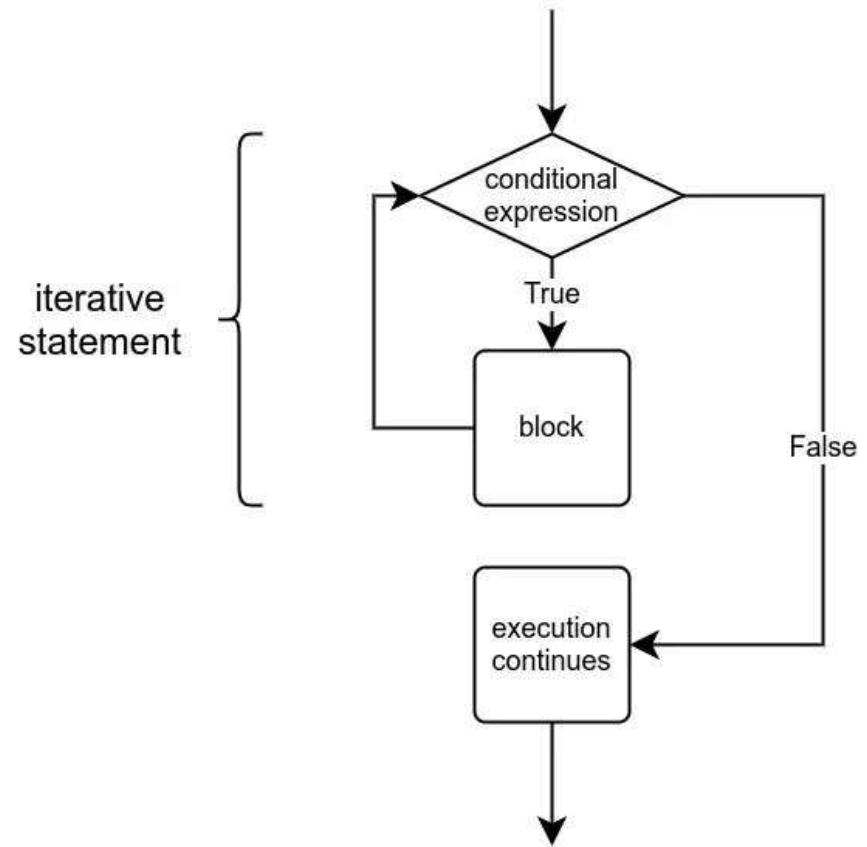 conditional
expression
True
iterative
statement
block
False
execution
continues